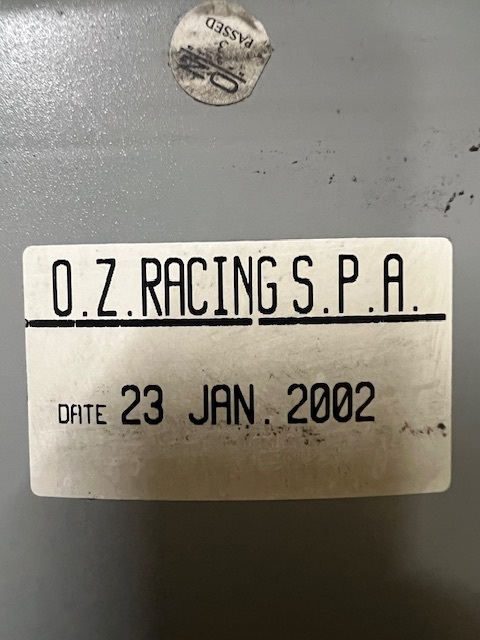 PASSED
3
O.Z.RACING S.P.A.
DATE 23 JAN. 2002